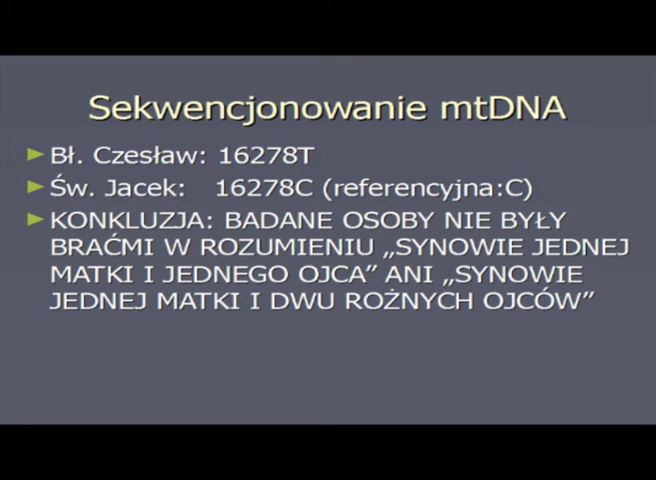 Sekwencjonowanie mtDNA
Bł. Czesław: 16278T
Św. Jacek: 16278C (referencyjna:C)
KONKLUZJA: BADANE OSOBY NIE BYŁY
BRAĆMI W ROZUMIENIU „SYNOWIE JEDNEJ
MATKI I JEDNEGO OJCA” ANI „SYNOWIE
JEDNEJ MATKI I DWU ROŻNYCH OJCÓW”